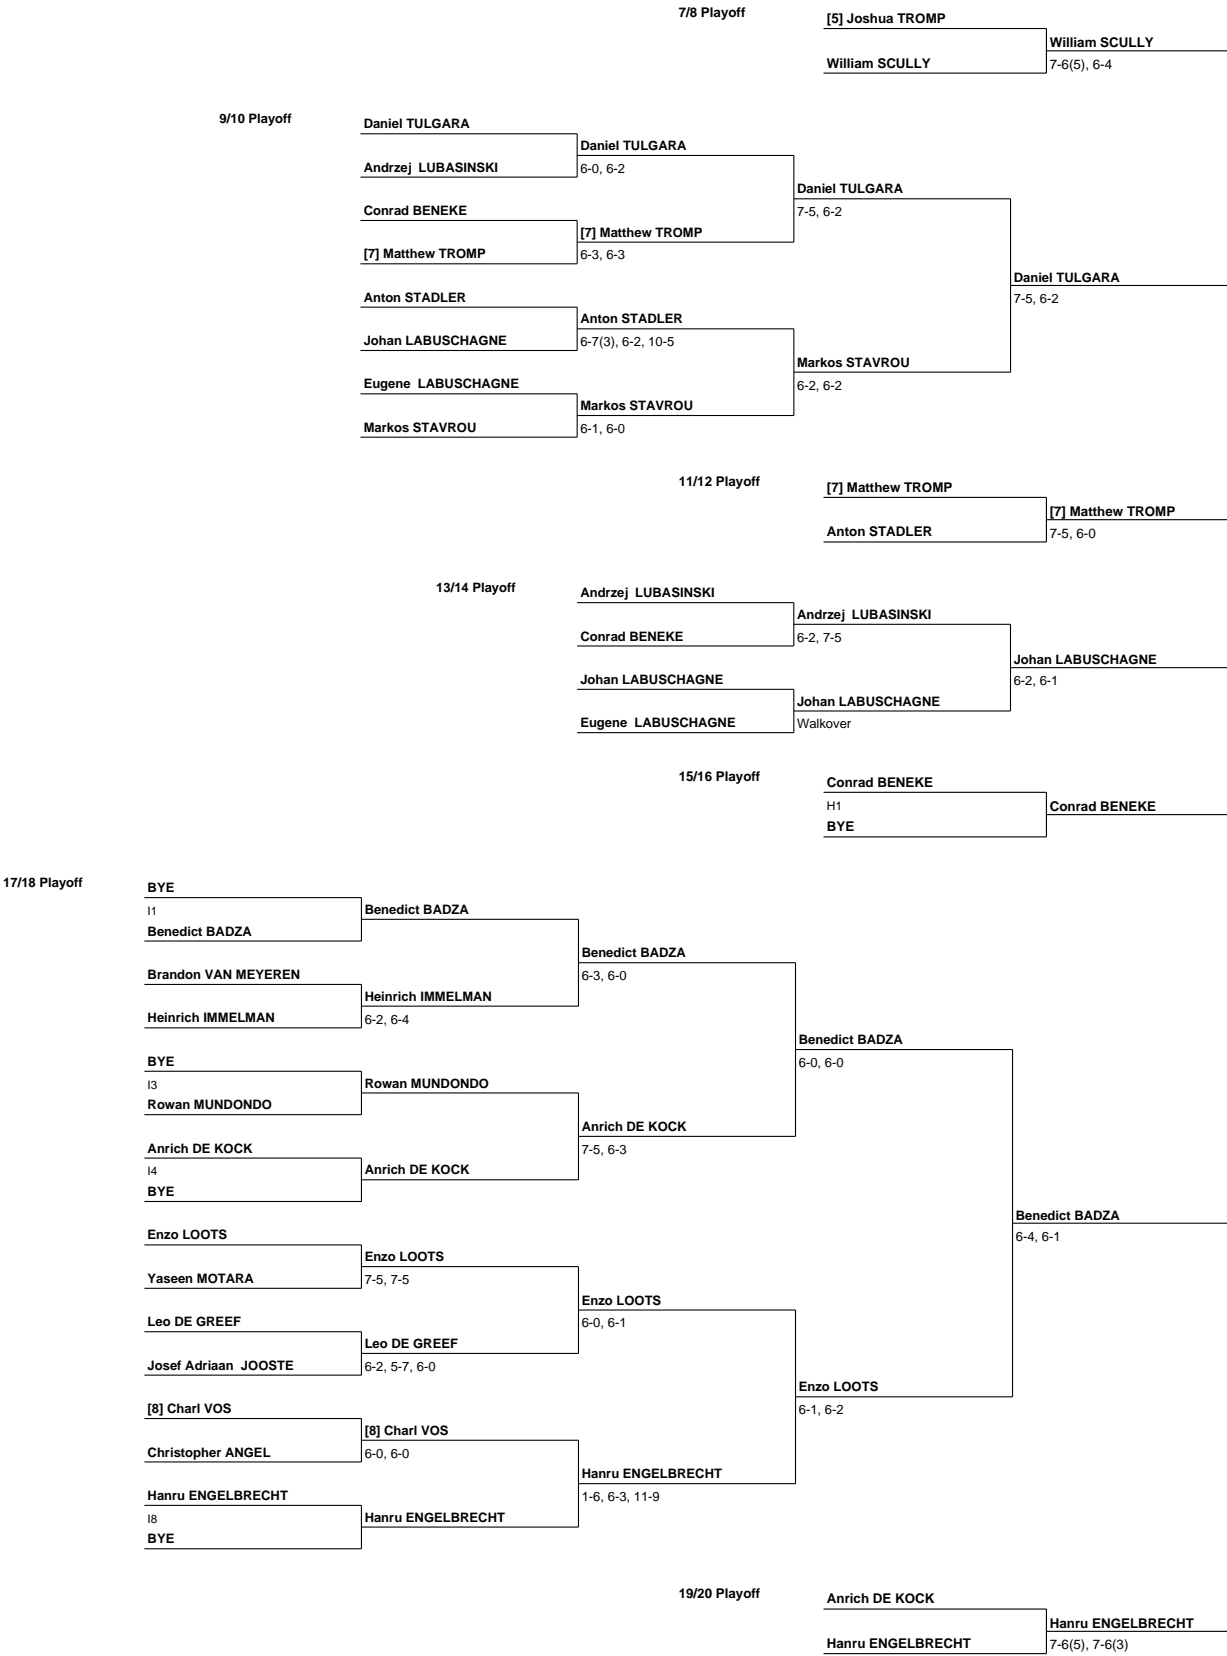 7/8 Playoff
[5] Joshua TROMP
William SCULLY
William SCULLY
7-6(5), 6-4
9/10 Playoff
Daniel TULGARA
Daniel TULGARA
Andrzej LUBASINSKI
6-0, 6-2
Daniel TULGARA
Conrad BENEKE
7-5, 6-2
[7] Matthew TROMP
[7] Matthew TROMP
6-3, 6-3
Daniel TULGARA
Anton STADLER
7-5, 6-2
Anton STADLER
Johan LABUSCHAGNE
6-7(3), 6-2, 10-5
Markos STAVROU
Eugene LABUSCHAGNE
6-2, 6-2
Markos STAVROU
Markos STAVROU
6-1, 6-0
11/12 Playoff
[7] Matthew TROMP
[7] Matthew TROMP
Anton STADLER
7-5, 6-0
13/14 Playoff
Andrzej LUBASINSKI
Andrzej LUBASINSKI
Conrad BENEKE
6-2, 7-5
Johan LABUSCHAGNE
Johan LABUSCHAGNE
6-2, 6-1
Johan LABUSCHAGNE
Eugene LABUSCHAGNE
Walkover
15/16 Playoff
Conrad BENEKE
H1
Conrad BENEKE
BYE
17/18 Playoff
BYE
I1
Benedict BADZA
Benedict BADZA
Benedict BADZA
Brandon VAN MEYEREN
6-3, 6-0
Heinrich IMMELMAN
Heinrich IMMELMAN
6-2, 6-4
Benedict BADZA
BYE
6-0, 6-0
I3
Rowan MUNDONDO
Rowan MUNDONDO
Anrich DE KOCK
Anrich DE KOCK
7-5, 6-3
I4
Anrich DE KOCK
BYE
Benedict BADZA
Enzo LOOTS
6-4, 6-1
Enzo LOOTS
Yaseen MOTARA
7-5, 7-5
Enzo LOOTS
Leo DE GREEF
6-0, 6-1
Leo DE GREEF
Josef Adriaan JOOSTE
6-2, 5-7, 6-0
Enzo LOOTS
[8] Charl VOS
6-1, 6-2
[8] Charl VOS
Christopher ANGEL
6-0, 6-0
Hanru ENGELBRECHT
Hanru ENGELBRECHT
1-6, 6-3, 11-9
I8
Hanru ENGELBRECHT
BYE
19/20 Playoff
Anrich DE KOCK
Hanru ENGELBRECHT
Hanru ENGELBRECHT
7-6(5), 7-6(3)